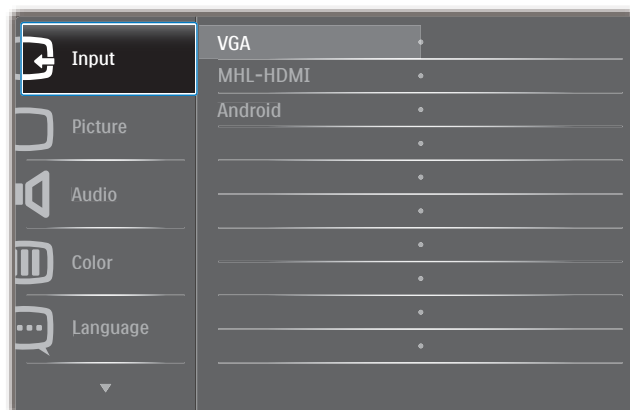 Input
Picture
Audio
Color
Language
VGA
MHL-HDMI
Android